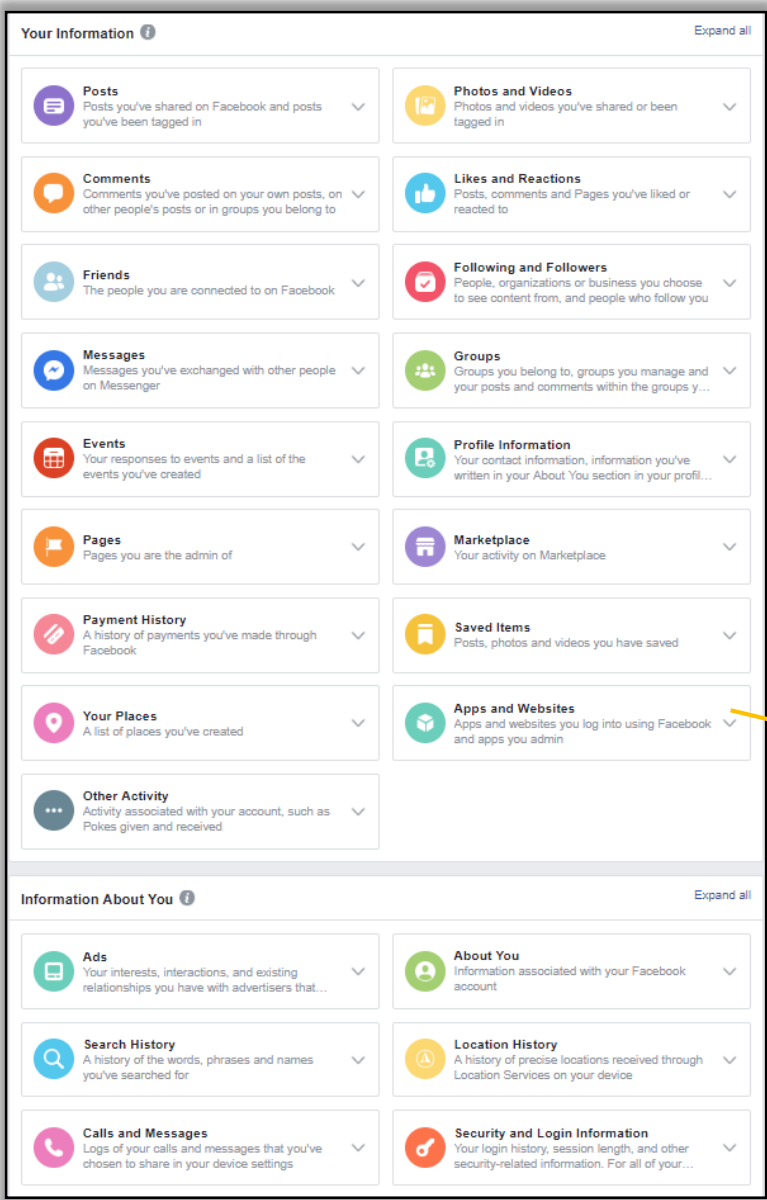 Your Information
Expand all
Posts
Posts you've shared on Facebook and posts
you've been tagged in
Photos and Videos
Photos and videos you've shared or been
tagged in
Comments
Comments you've posted on your own posts, on
other people's posts or in groups you belong to
Likes and Reactions
Posts, comments and Pages you've liked or
reacted to
Friends
The people you are connected to on Facebook
Following and Followers
People, organizations or business you choose
to see content from, and people who follow you
Messages
Messages you've exchanged with other people
on Messenger
Groups
Groups you belong to, groups you manage and
your posts and comments within the groups y...
Events
Your responses to events and a list of the
events you've created
Profile Information
Your contact information, information you've
written in your About You section in your profil...
Pages
Pages you are the admin of
Marketplace
Your activity on Marketplace
Payment History
A history of payments you've made through
Facebook
Saved Items
Posts, photos and videos you have saved
Your Places
A list of places you've created
Apps and Websites
Apps and websites you log into using Facebook
and apps you admin
Other Activity
Activity associated with your account, such as
Pokes given and received
Information About You
Expand all
Ads
Your interests, interactions, and existing
relationships you have with advertisers that...
About You
Information associated with your Facebook
account
Search History
A history of the words, phrases and names
you've searched for
Location History
A history of precise locations received through
Location Services on your device
Calls and Messages
Logs of your calls and messages that you've
chosen to share in your device settings
Security and Login Information
Your login history, session length, and other
security-related information. For all of your...